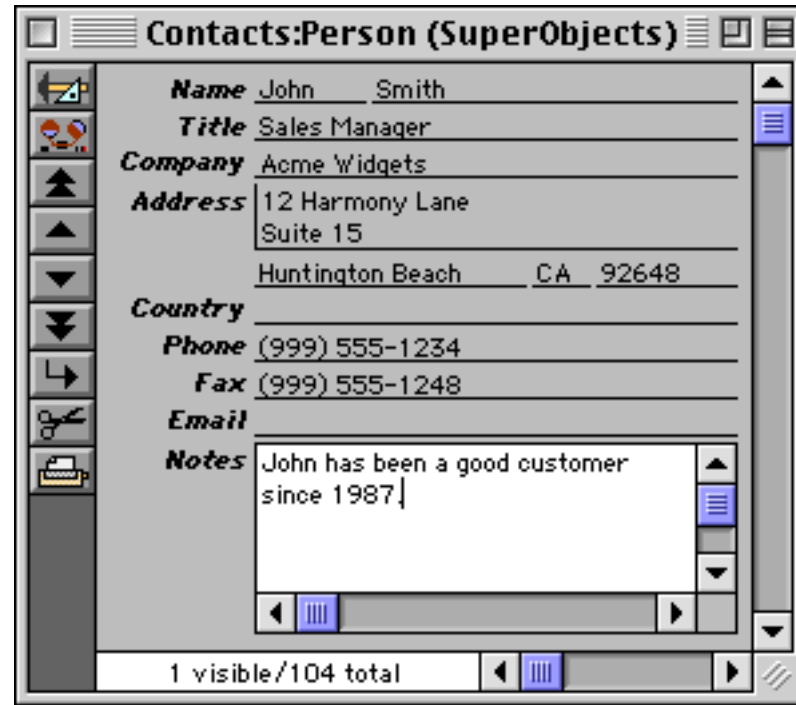 Contacts:Person (SuperObjects)
Name John Smith
Title Sales Manager
Company Acme Widgets
Address 12 Harmony Lane
Suite 15
Huntington Beach CA 92648
Country
Phone (999) 555-1234
Fax (999) 555-1248
Email
Notes John has been a good customer
since 1987.
1 visible/104 total